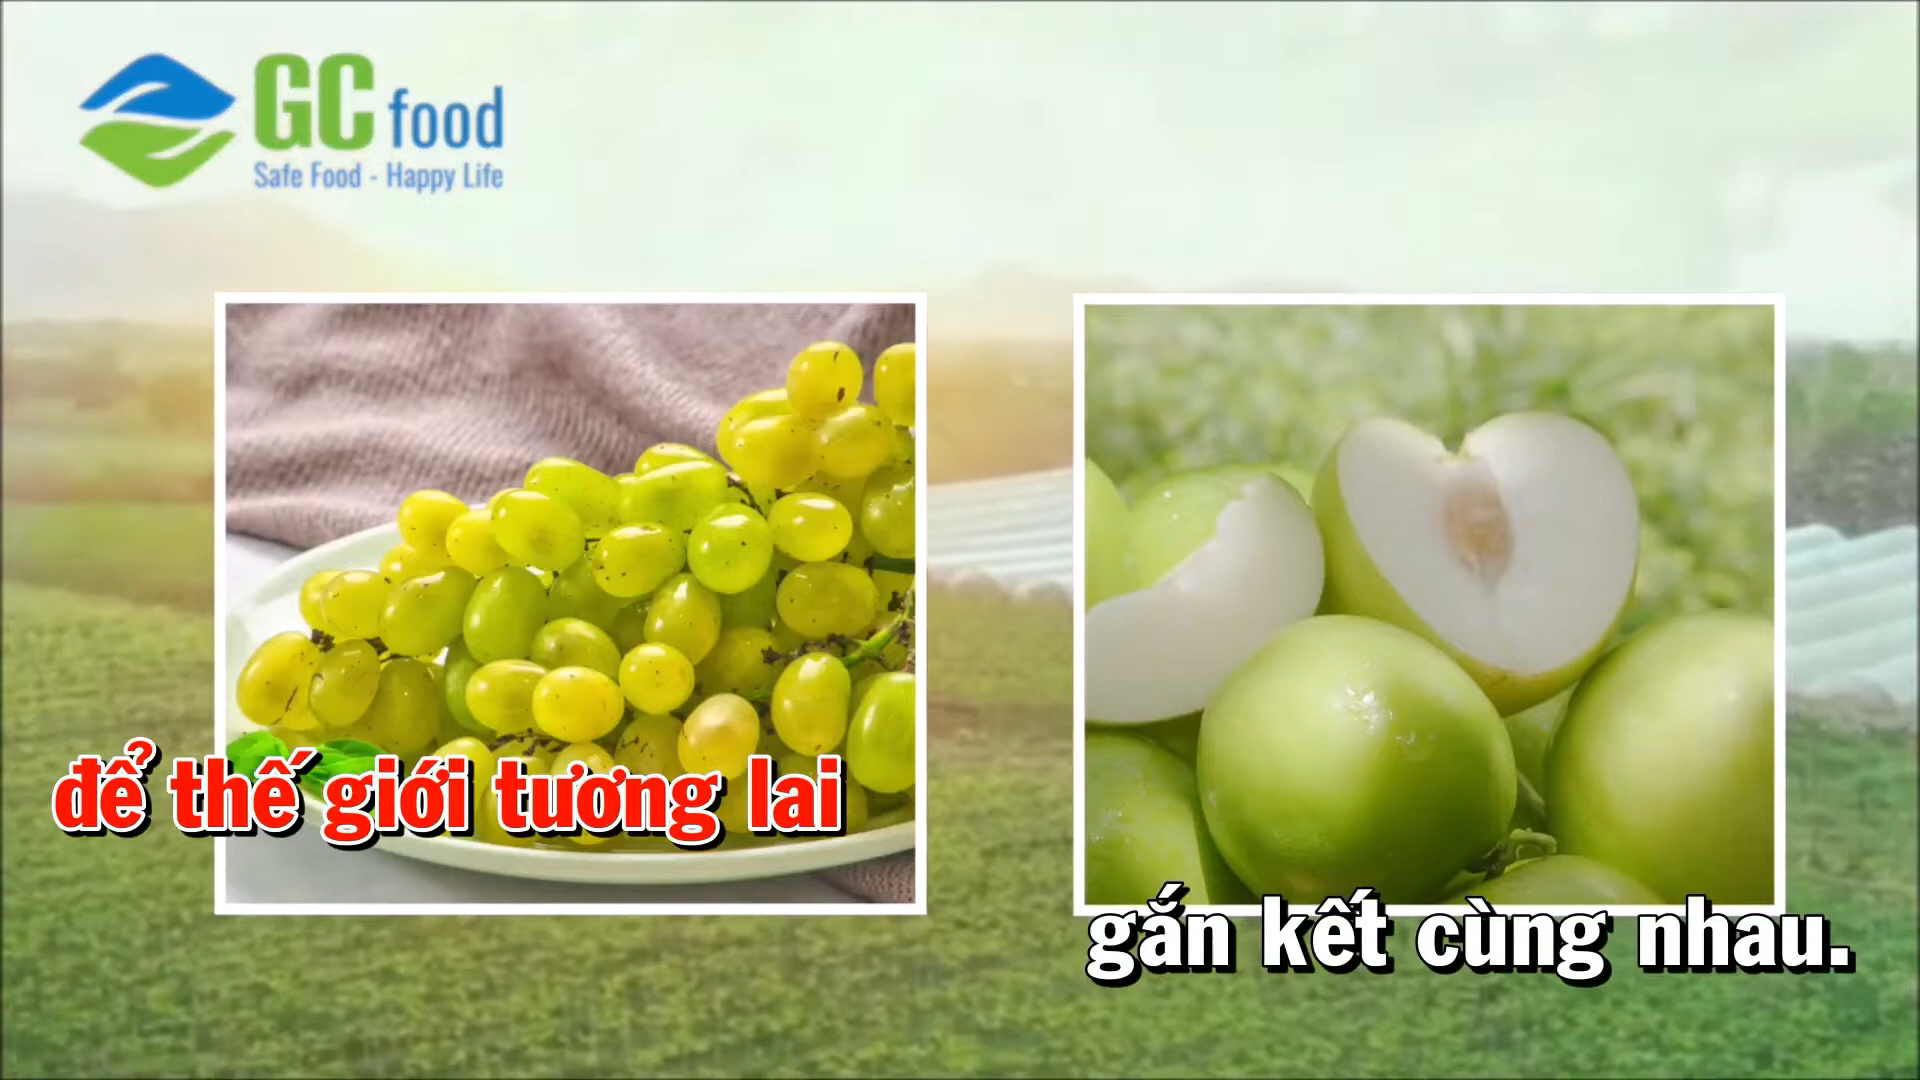 GC food
Safe Food - Happy Life
để thế giới tương lai
gắn kết cùng nhau.